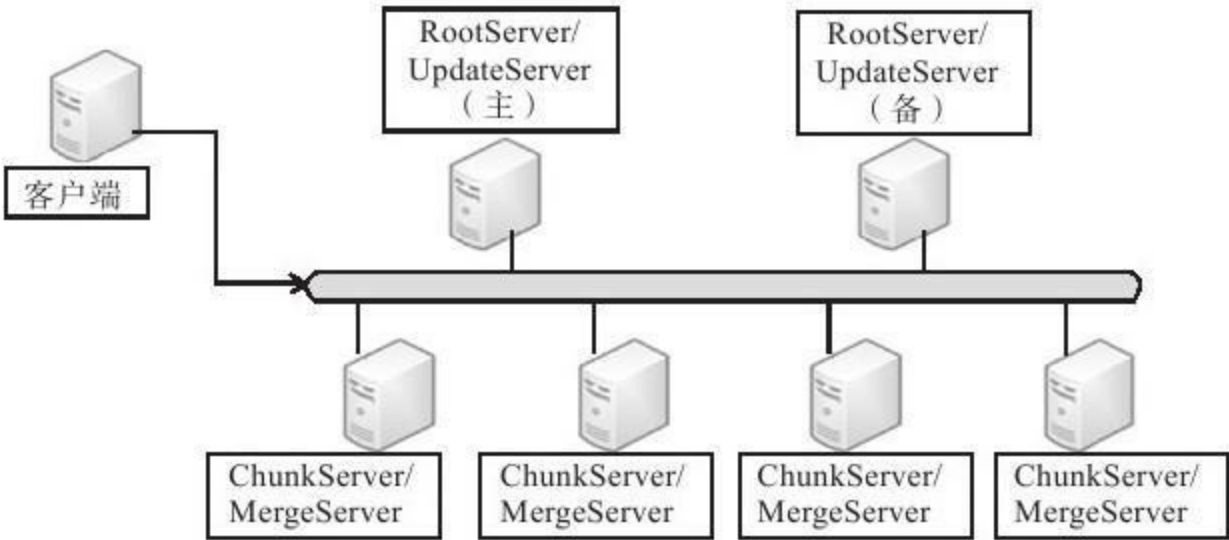 RootServer/
UpdateServer
（主）
RootServer/
UpdateServer
（备）
客户端
ChunkServer/
MergeServer
ChunkServer/
MergeServer
ChunkServer/
MergeServer
ChunkServer/
MergeServer